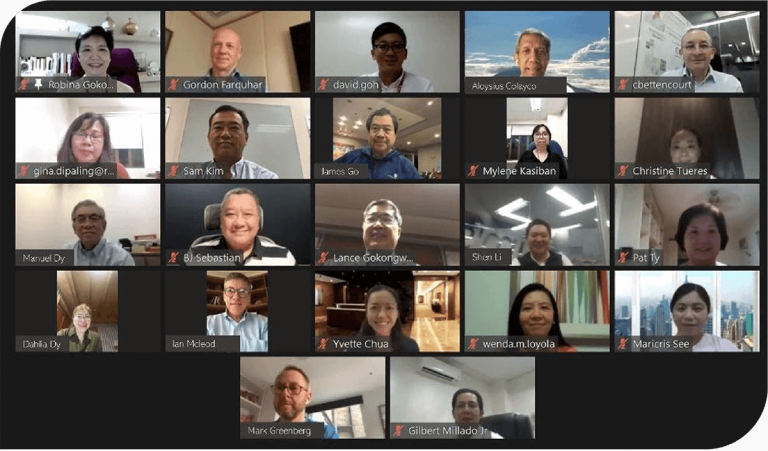 Robina Goko...
Gordon Farquhar
david.goh
Aloysius Colayco
cbettencourt
gina.dipaling@r...
Sam Kim
James Go
Mylene Kasiban
Christine Tueres
Manuel Dy
BJ Sebastian
Lance Gokongw...
Shen Li
Pat Ty
Dahlia Dy
Ian Mcleod
Yvette Chua
wenda.m.loyola
Maricris See
Mark Greenberg
Gilbert Millado Jr